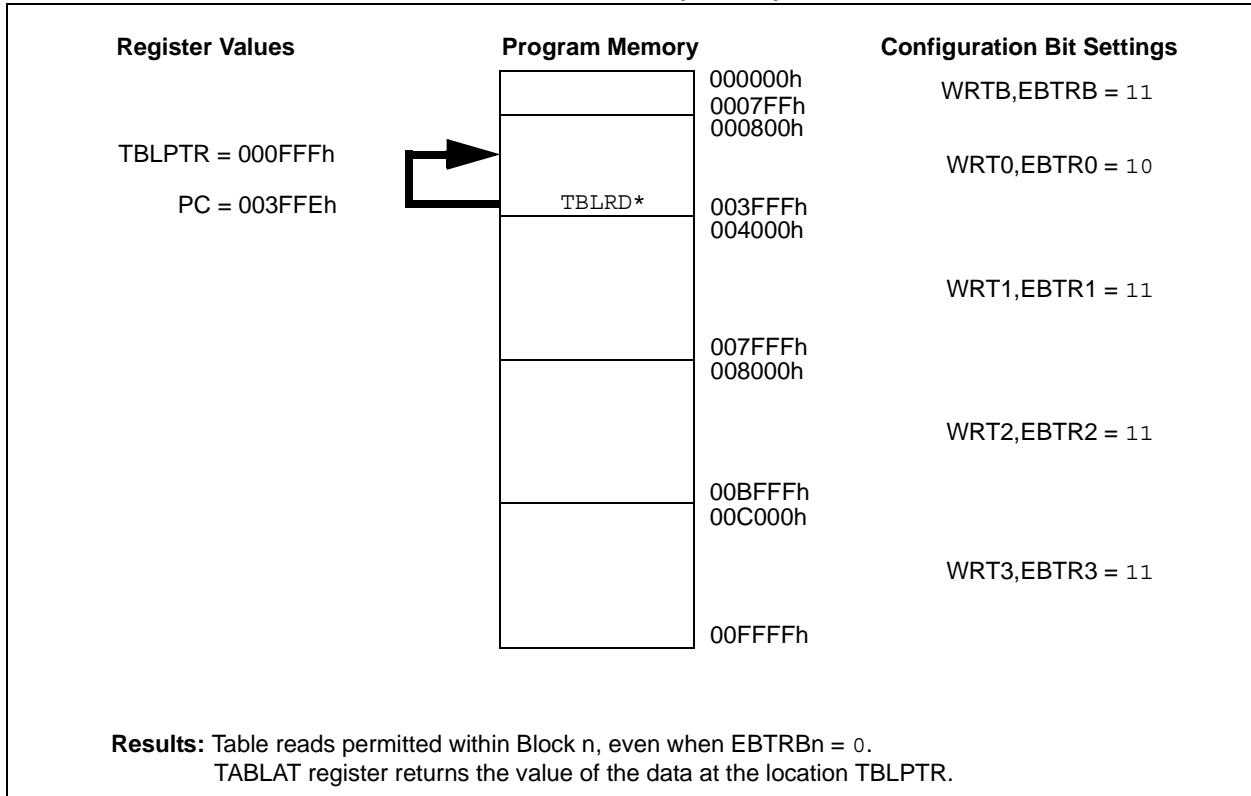 Register Values Program Memory Configuration Bit Settings
000000h
WRTB,EBTRB = 11
0007FFh
000800h
TBLPTR = 000FFFh
WRT0,EBTR0 = 10
PC = 003FFEh TBLRD* 003FFFh
004000h
WRT1,EBTR1 = 11
007FFFh
008000h
WRT2,EBTR2 = 11
00BFFFh
00C000h
WRT3,EBTR3 = 11
00FFFFh
Results: Table reads permitted within Block n, even when EBTRBn = 0.
TABLAT register returns the value of the data at the location TBLPTR.